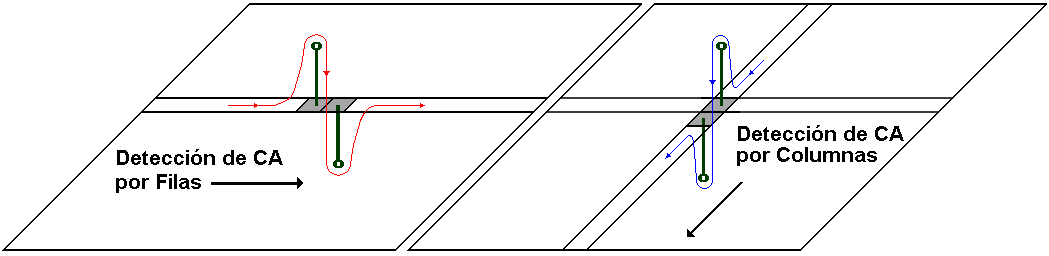 Detección de CA
por Filas
Detección de CA
por Columnas